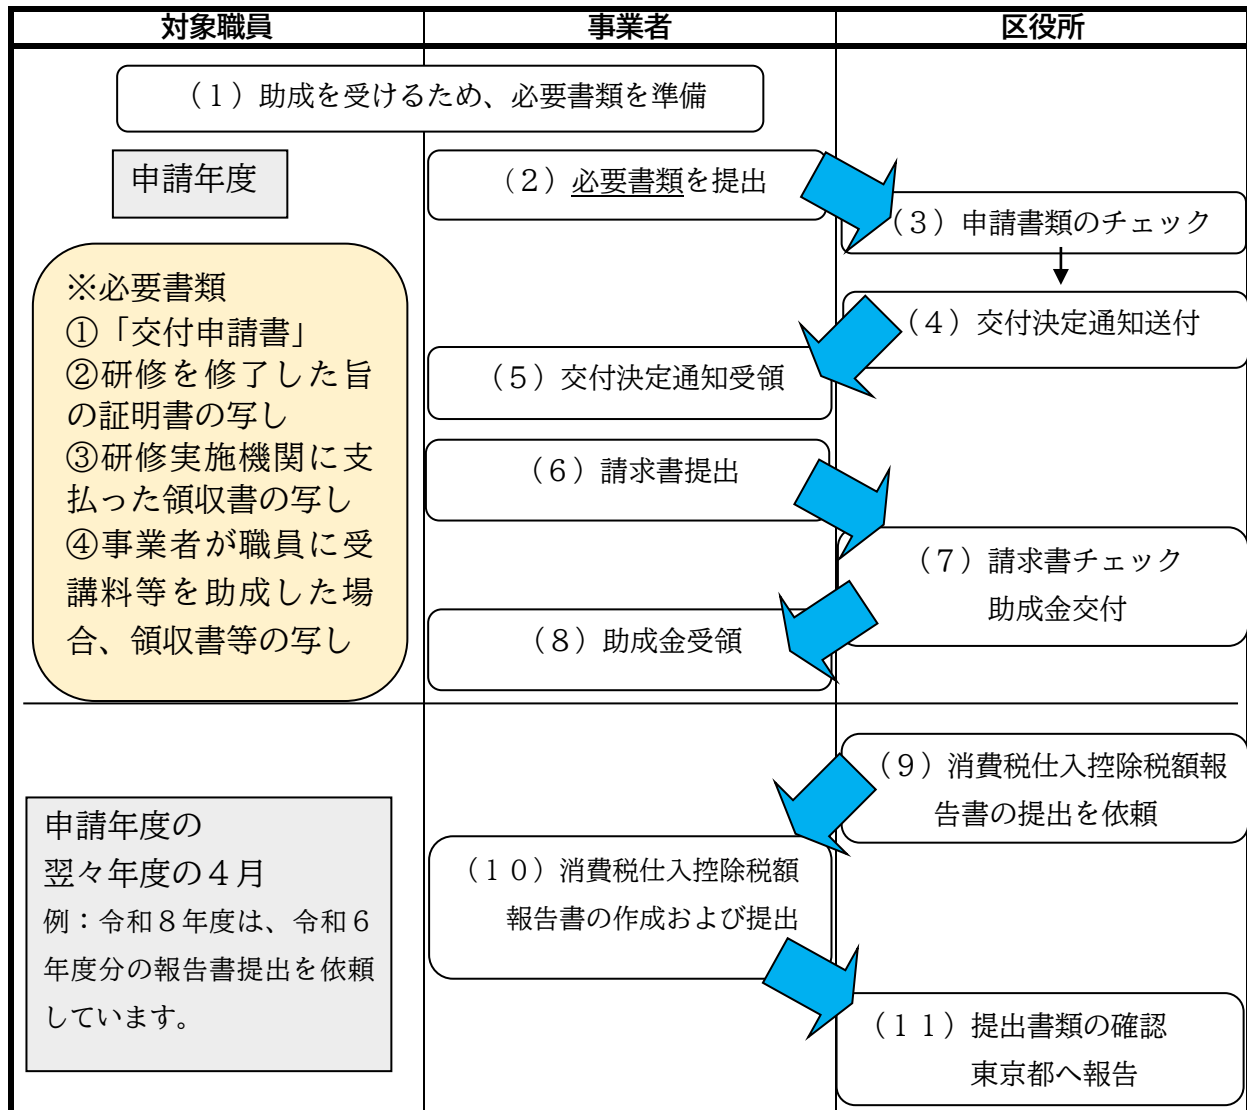 対象職員
事業者
区役所
（１）助成を受けるため、必要書類を準備
申請年度
（２）必要書類を提出
（３）申請書類のチェック
※必要書類
①「交付申請書」
②研修を修了した旨
の証明書の写し
③研修実施機関に支
払った領収書の写し
④事業者が職員に受
講料等を助成した場
合、領収書等の写し
（４）交付決定通知送付
（５）交付決定通知受領
（６）請求書提出
（７）請求書チェック
助成金交付
（８）助成金受領
（９）消費税仕入控除税額報
告書の提出を依頼
申請年度の
翌々年度の４月
例：令和８年度は、令和６
年度分の報告書提出を依頼
しています。
（１０）消費税仕入控除税額
報告書の作成および提出
（１１）提出書類の確認
東京都へ報告